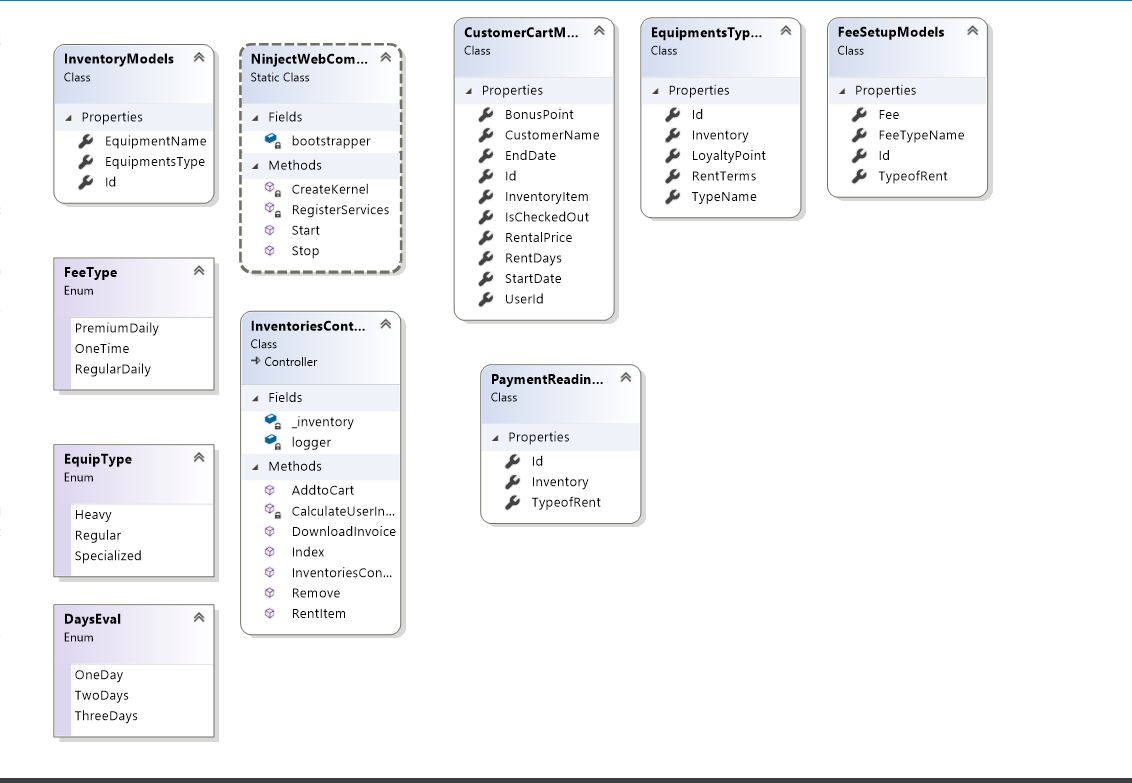 InventoryModels
Class
Properties
EquipmentName
EquipmentsType
Id
NinjectWebCom...
Static Class
Fields
bootstrapper
Methods
CreateKernel
RegisterServices
Start
Stop
CustomerCartM...
Class
Properties
BonusPoint
CustomerName
EndDate
Id
InventoryItem
IsCheckedOut
RentalPrice
RentDays
StartDate
UserId
EquipmentsTyp...
Class
Properties
Id
Inventory
LoyaltyPoint
RentTerms
TypeName
FeeSetupModels
Class
Properties
Fee
FeeTypeName
Id
TypeofRent
FeeType
Enum
PremiumDaily
OneTime
RegularDaily
InventoriesCont...
Class
Controller
Fields
_inventory
logger
Methods
AddtoCart
CalculateUserIn...
DownloadInvoice
Index
InventoriesCon...
Remove
RentItem
PaymentReadin...
Class
Properties
Id
Inventory
TypeofRent
EquipType
Enum
Heavy
Regular
Specialized
DaysEval
Enum
OneDay
TwoDays
ThreeDays